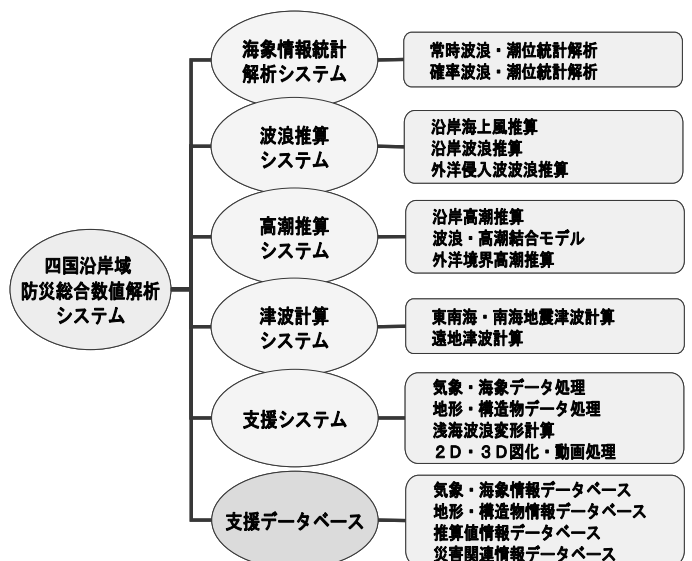 四国沿岸域
防災総合数値解析
システム
海象情報統計
解析システム
常時波浪・潮位統計解析
確率波浪・潮位統計解析
波浪推算
システム
沿岸海上風推算
沿岸波浪推算
外洋侵入波波浪推算
高潮推算
システム
沿岸高潮推算
波浪・高潮結合モデル
外洋境界高潮推算
津波計算
システム
東南海・南海地震津波計算
遠地津波計算
支援システム
気象・海象データ処理
地形・構造物データ処理
浅海波浪変形計算
２Ｄ・３Ｄ図化・動画処理
支援データベース
気象・海象情報データベース
地形・構造物情報データベース
推算値情報データベース
災害関連情報データベース